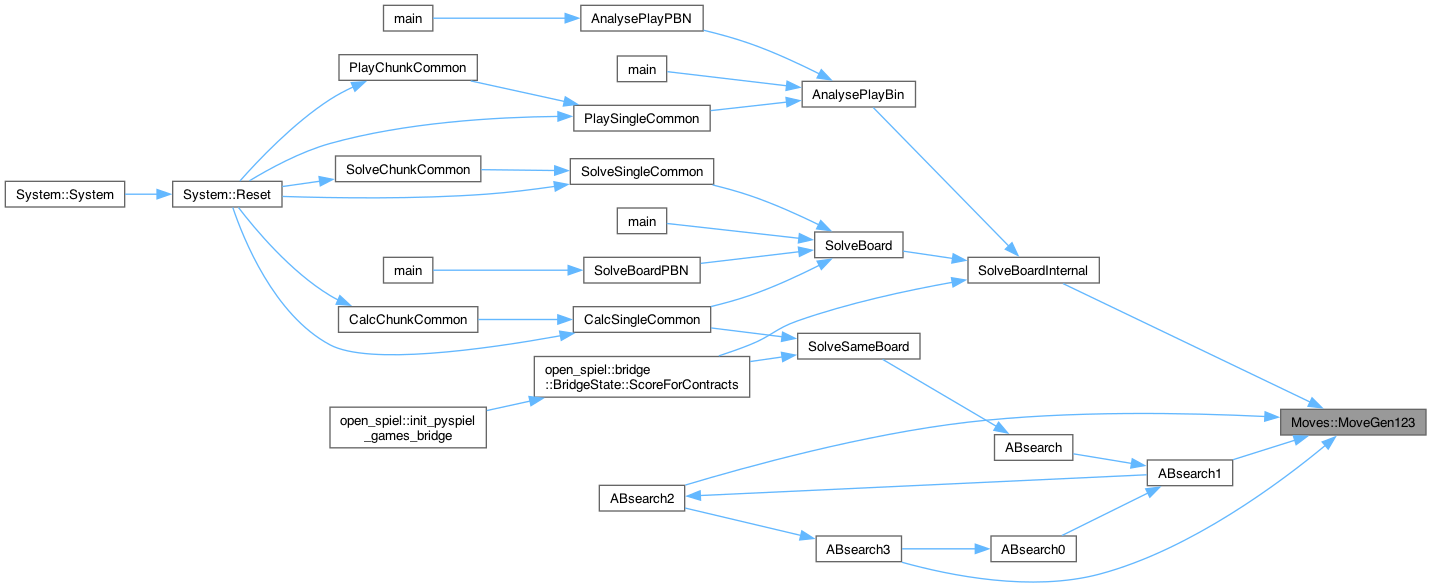 main
AnalysePlayPBN
PlayChunkCommon
main
AnalysePlayBin
PlaySingleCommon
SolveChunkCommon
SolveSingleCommon
System::System
System::Reset
main
SolveBoard
main
SolveBoardPBN
SolveBoardInternal
CalcChunkCommon
CalcSingleCommon
SolveSameBoard
open_spiel::bridge
::BridgeState::ScoreForContracts
open_spiel::init_pyspiel
_games_bridge
Moves::MoveGen123
ABsearch
ABsearch1
ABsearch2
ABsearch3
ABsearch0